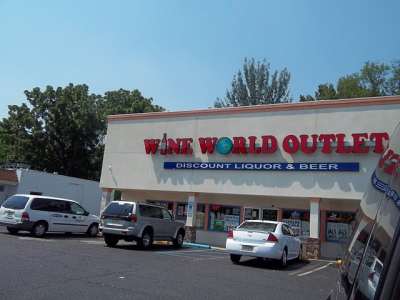 WINE WORLD OUTLET
DISCOUNT LIQUOR & BEER